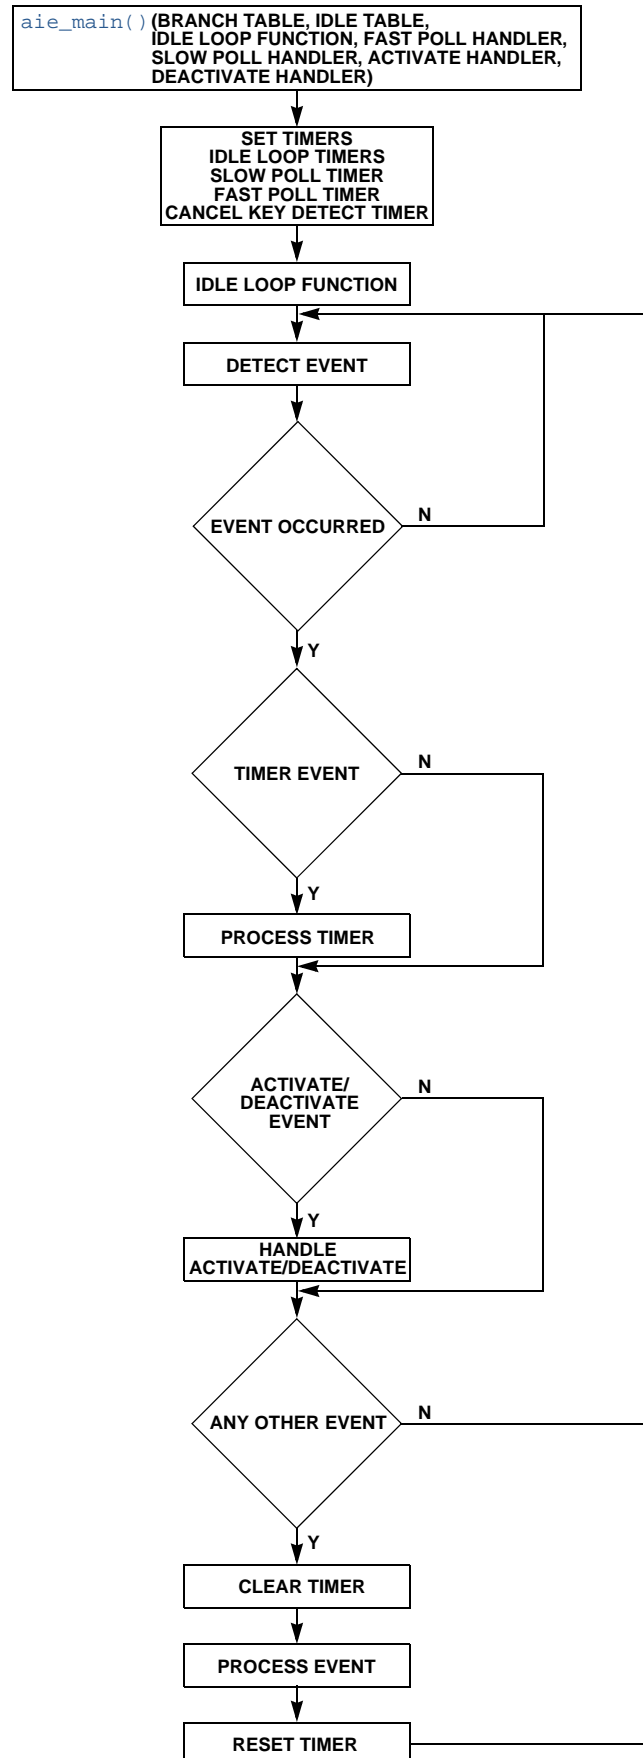 aie_main() (BRANCH TABLE, IDLE TABLE,
IDLE LOOP FUNCTION, FAST POLL HANDLER,
SLOW POLL HANDLER, ACTIVATE HANDLER,
DEACTIVATE HANDLER)
SET TIMERS
IDLE LOOP TIMERS
SLOW POLL TIMER
FAST POLL TIMER
CANCEL KEY DETECT TIMER
IDLE LOOP FUNCTION
DETECT EVENT
EVENT OCCURRED
N
Y
TIMER EVENT
N
Y
PROCESS TIMER
ACTIVATE/
DEACTIVATE
EVENT
N
Y
HANDLE
ACTIVATE/DEACTIVATE
ANY OTHER EVENT
N
Y
CLEAR TIMER
PROCESS EVENT
RESET TIMER